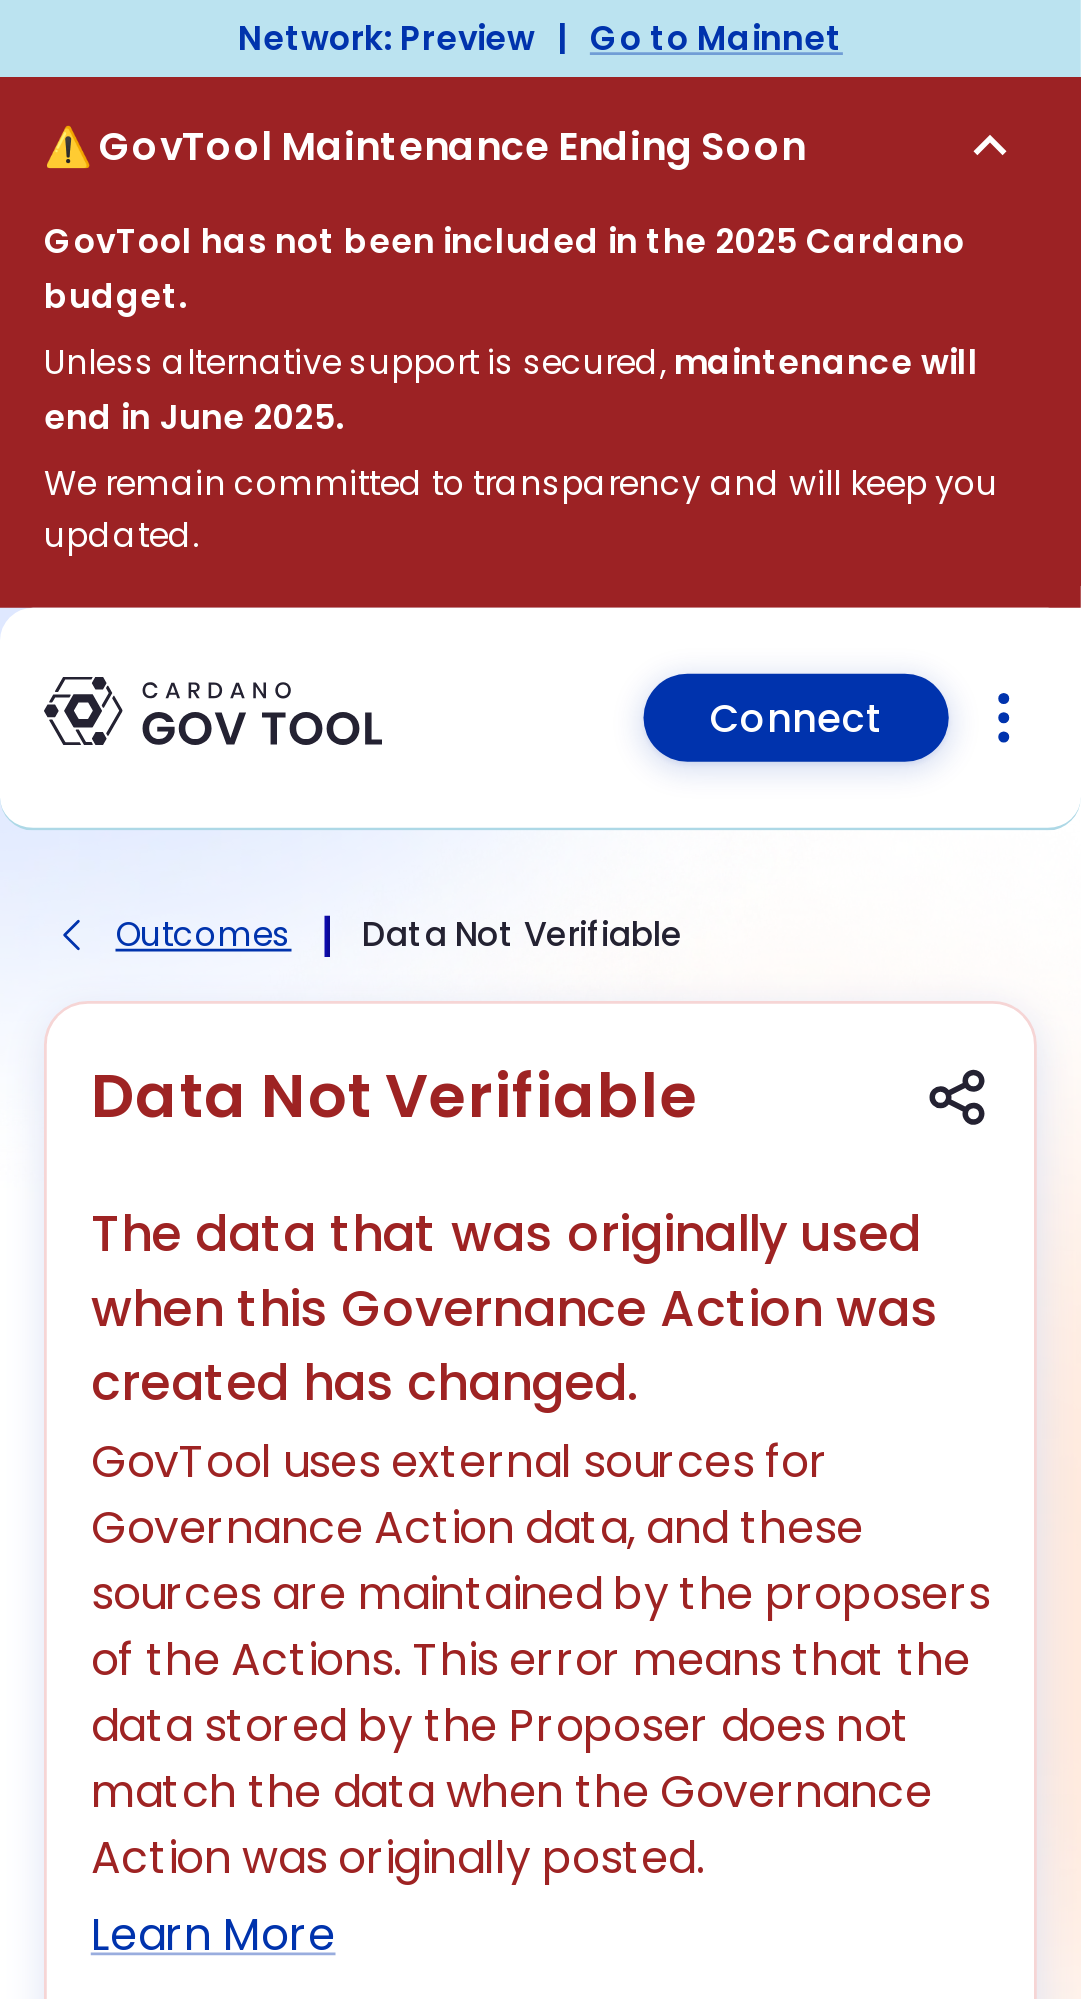 Network: Preview | Go to Mainnet
⚠️ GovTool Maintenance Ending Soon
GovTool has not been included in the 2025 Cardano
budget.
Unless alternative support is secured, maintenance will
end in June 2025.
We remain committed to transparency and will keep you
updated.
CARDANO
GOV TOOL
Connect
Outcomes | Data Not Verifiable
Data Not Verifiable
The data that was originally used
when this Governance Action was
created has changed.
GovTool uses external sources for
Governance Action data, and these
sources are maintained by the proposers
of the Actions. This error means that the
data stored by the Proposer does not
match the data when the Governance
Action was originally posted.
Learn More